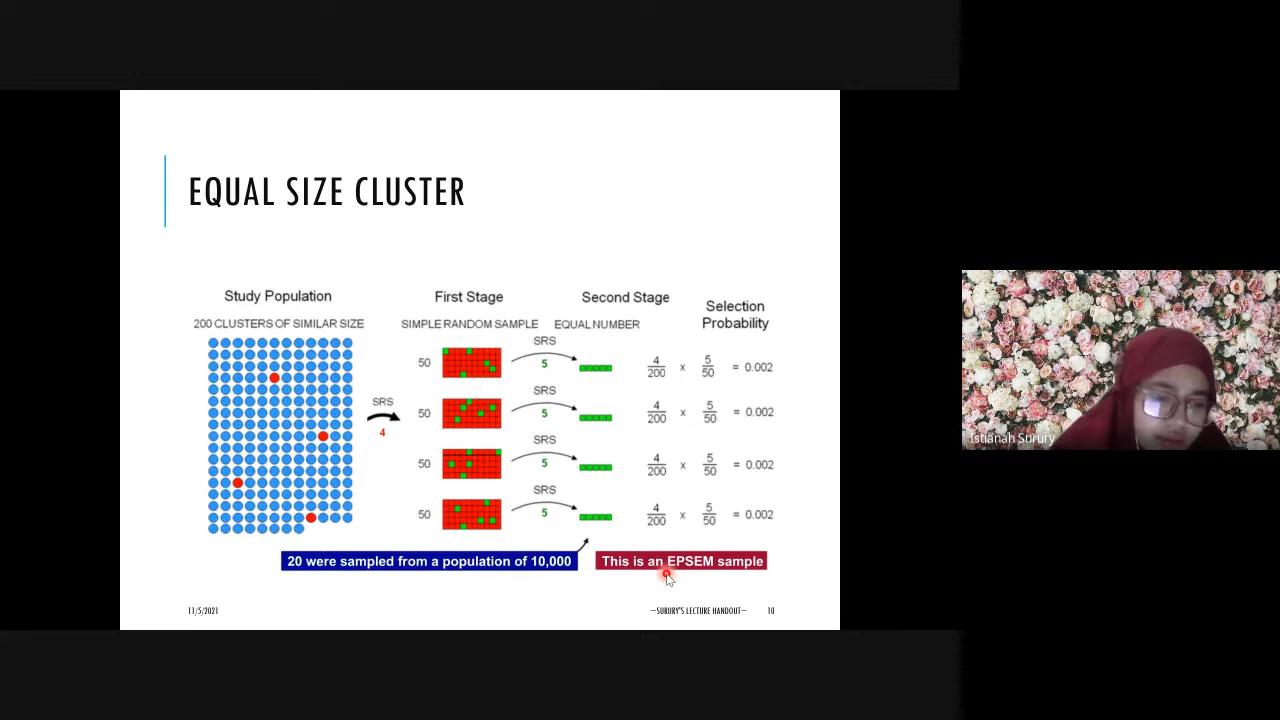 EQUAL SIZE CLUSTER
Study Population
First Stage
Second Stage
Selection
Probability
200 CLUSTERS OF SIMILAR SIZE
SIMPLE RANDOM SAMPLE
EQUAL NUMBER
SRS
4
50
SRS
5
4/200 x 5/50 = 0.002
50
SRS
5
4/200 x 5/50 = 0.002
50
SRS
5
4/200 x 5/50 = 0.002
50
SRS
5
4/200 x 5/50 = 0.002
20 were sampled from a population of 10,000
This is an EPSEM sample
11/5/2021
—SURURY'S LECTURE HANDOUT—
10
Istianah Surury